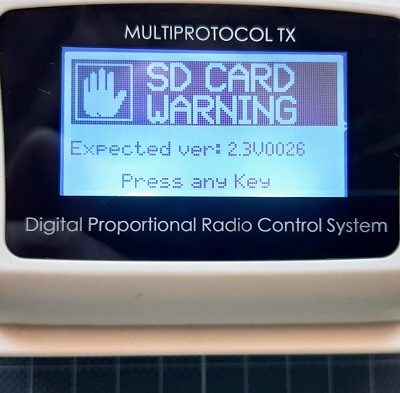 MULTIPROTOCOL TX
SD CARD
WARNING
Expected ver: 2.3V0026
Press any Key
Digital Proportional Radio Control System